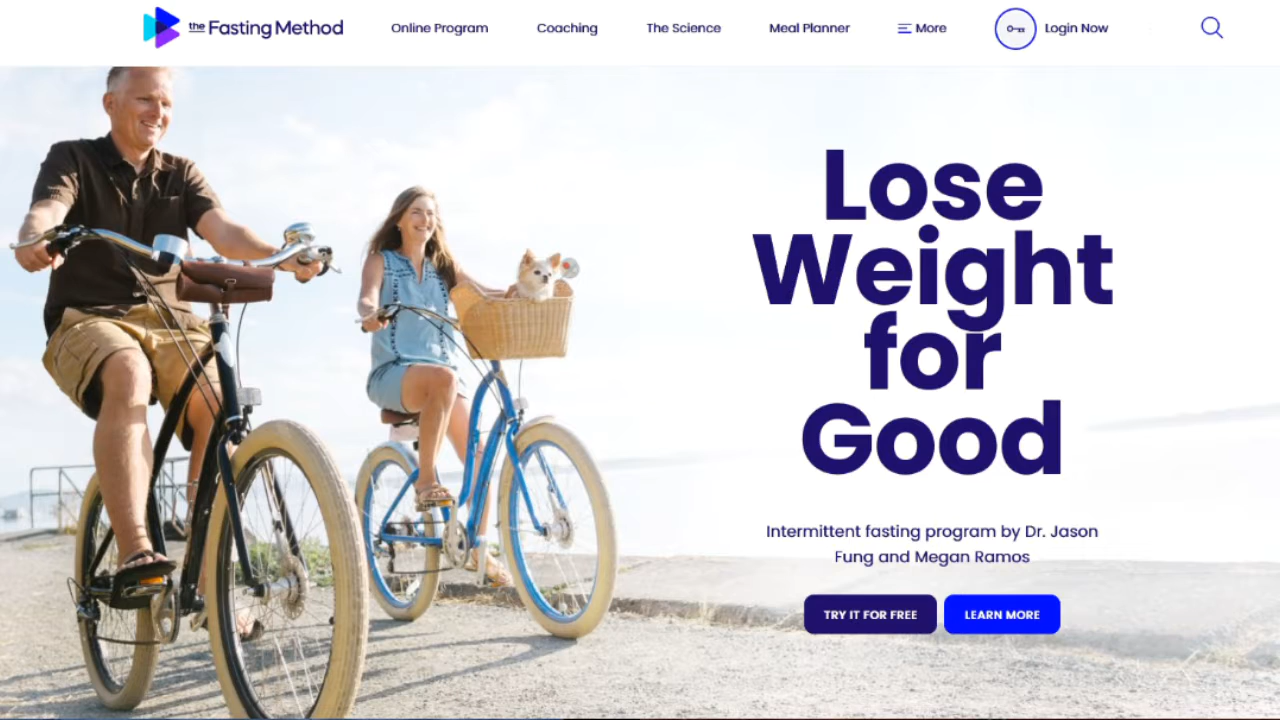 the Fasting Method
Online Program
Coaching
The Science
Meal Planner
More
Login Now
Lose
Weight
for
Good
Intermittent fasting program by Dr. Jason
Fung and Megan Ramos
TRY IT FOR FREE
LEARN MORE